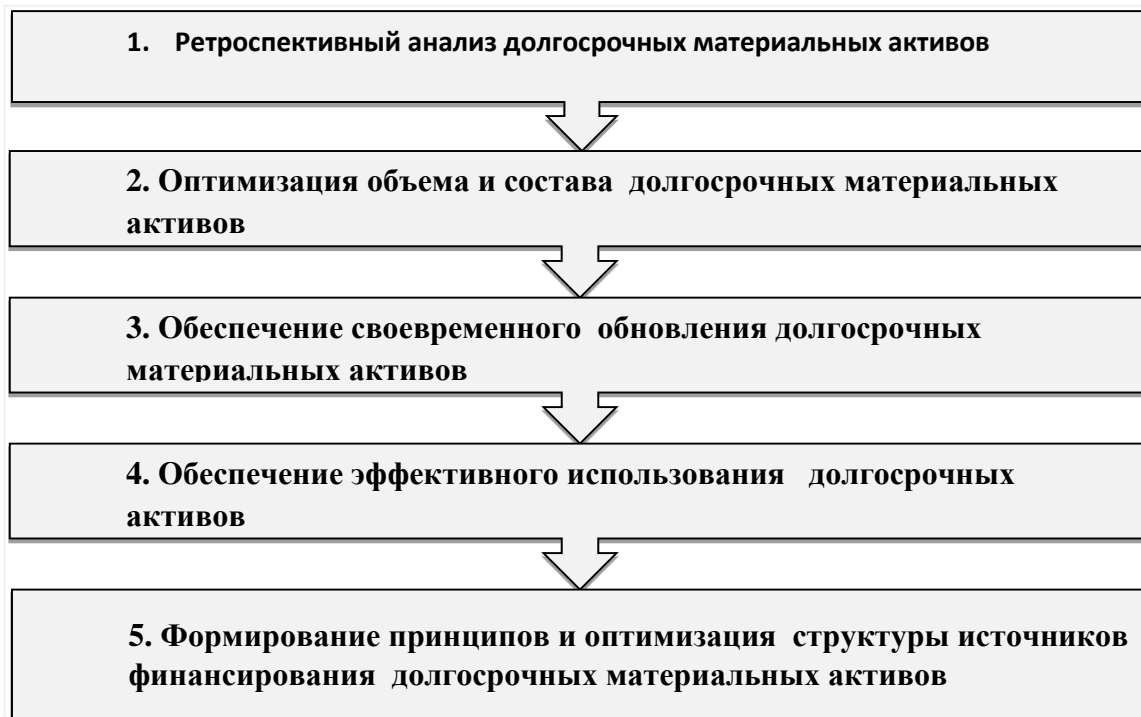 1. Ретроспективный анализ долгосрочных материальных активов
2. Оптимизация объема и состава долгосрочных материальных
активов
3. Обеспечение своевременного обновления долгосрочных
материальных активов
4. Обеспечение эффективного использования долгосрочных
активов
5. Формирование принципов и оптимизация структуры источников
финансирования долгосрочных материальных активов